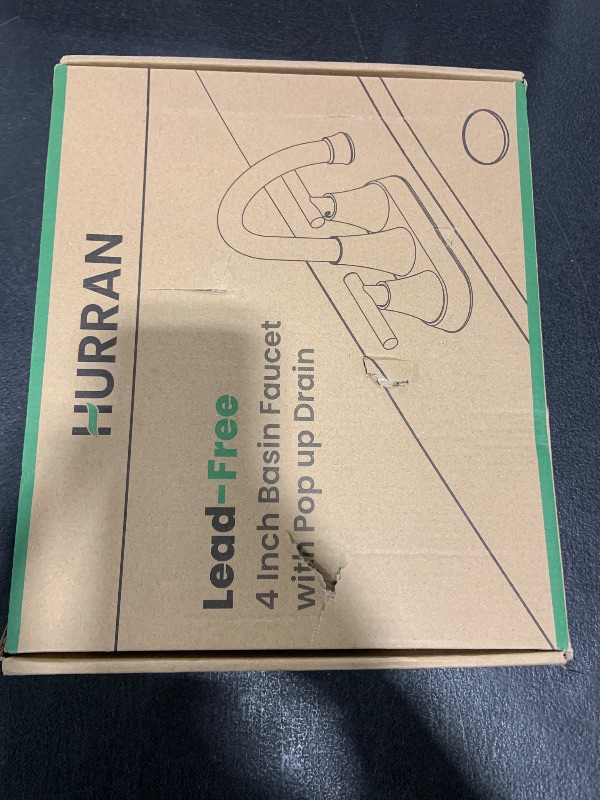 HURRAN
Lead-Free
4 Inch Basin Faucet
with Pop up Drain